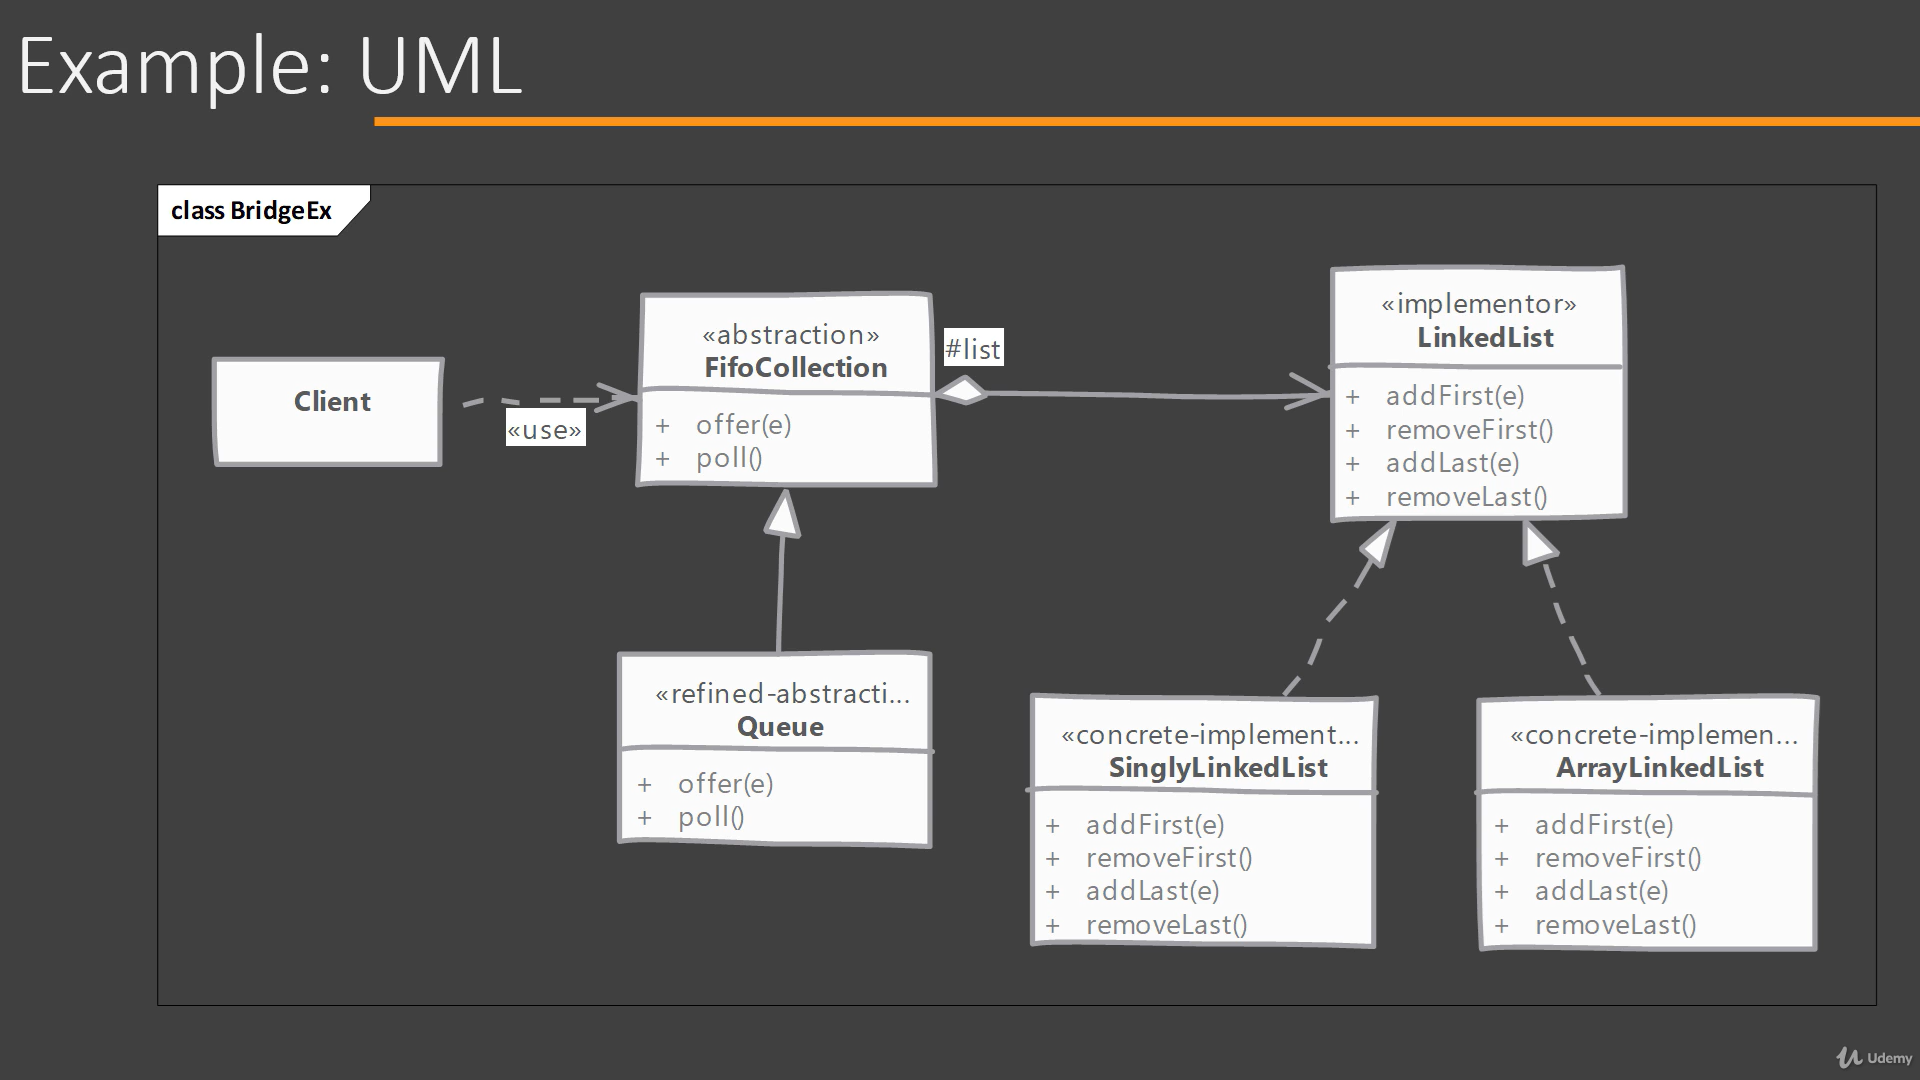 Example: UML
class BridgeEx
Client
«use»
«abstraction»
FifoCollection
+ offer(e)
+ poll()
#list
«implementor»
LinkedList
+ addFirst(e)
+ removeFirst()
+ addLast(e)
+ removeLast()
«refined-abstracti...
Queue
+ offer(e)
+ poll()
«concrete-implement...
SinglyLinkedList
+ addFirst(e)
+ removeFirst()
+ addLast(e)
+ removeLast()
«concrete-implemen...
ArrayLinkedList
+ addFirst(e)
+ removeFirst()
+ addLast(e)
+ removeLast()
Udemy